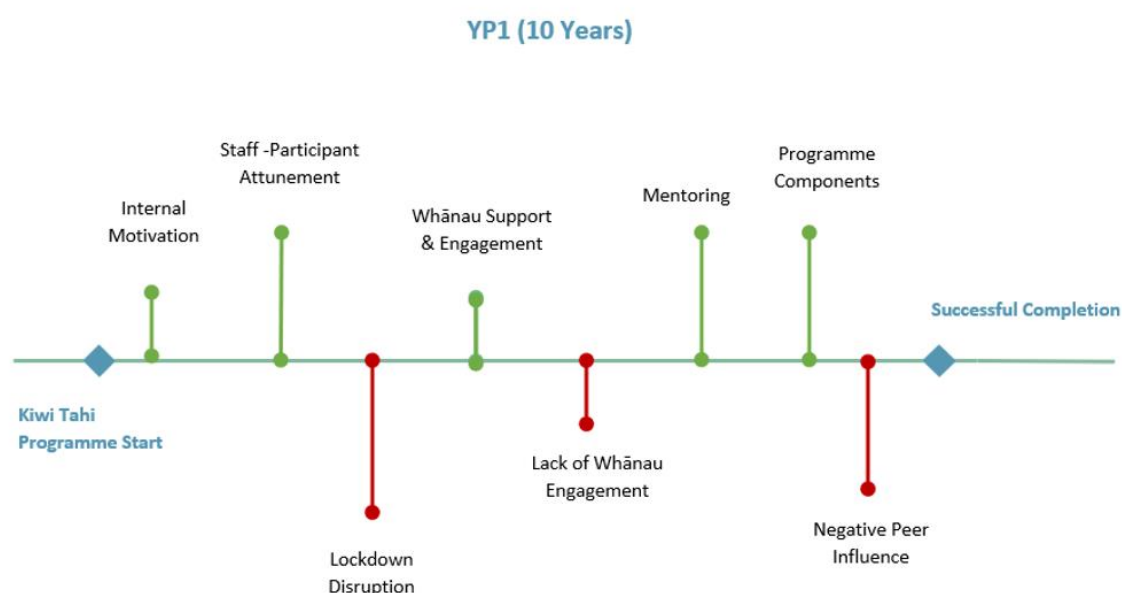 YP1 (10 Years)
Staff -Participant
Attunement
Programme
Components
Internal
Motivation
Whānau Support
& Engagement
Mentoring
Successful Completion
Kiwi Tahi
Programme Start
Lack of Whānau
Engagement
Negative Peer
Influence
Lockdown
Disruption